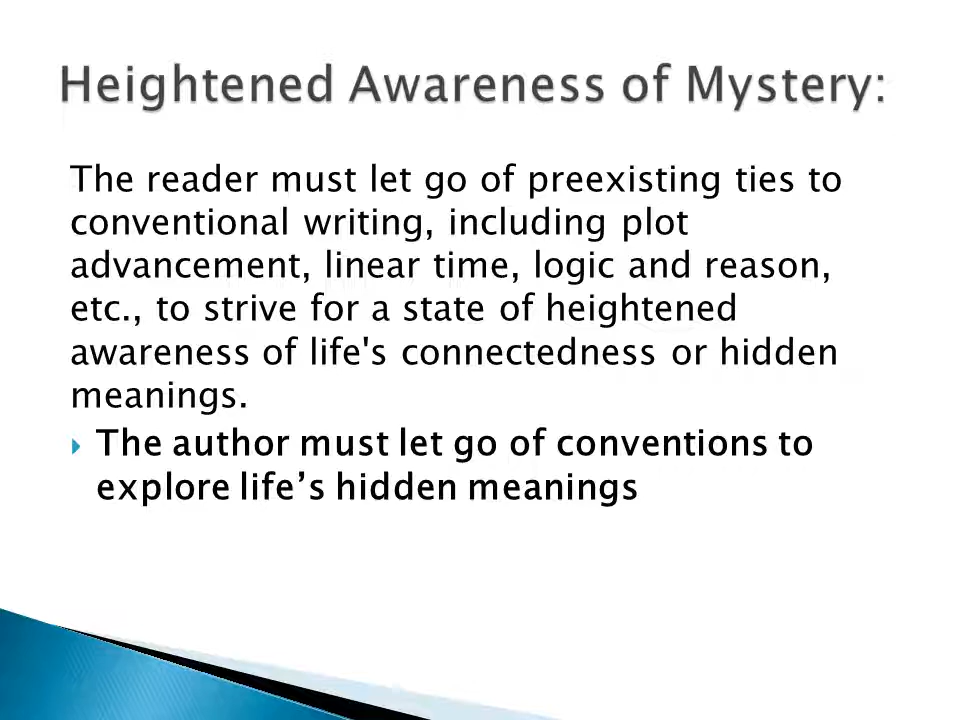 Heightened Awareness of Mystery:
The reader must let go of preexisting ties to
conventional writing, including plot
advancement, linear time, logic and reason,
etc., to strive for a state of heightened
awareness of life's connectedness or hidden
meanings.
The author must let go of conventions to
explore life’s hidden meanings